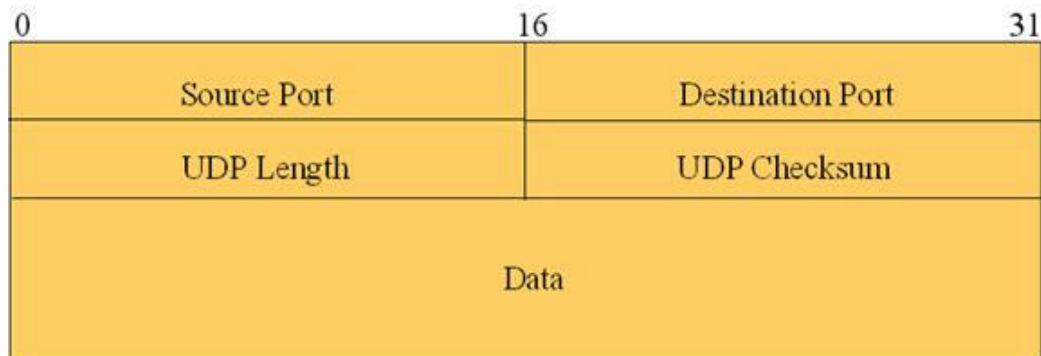 0 16 31
Source Port Destination Port
UDP Length UDP Checksum
Data